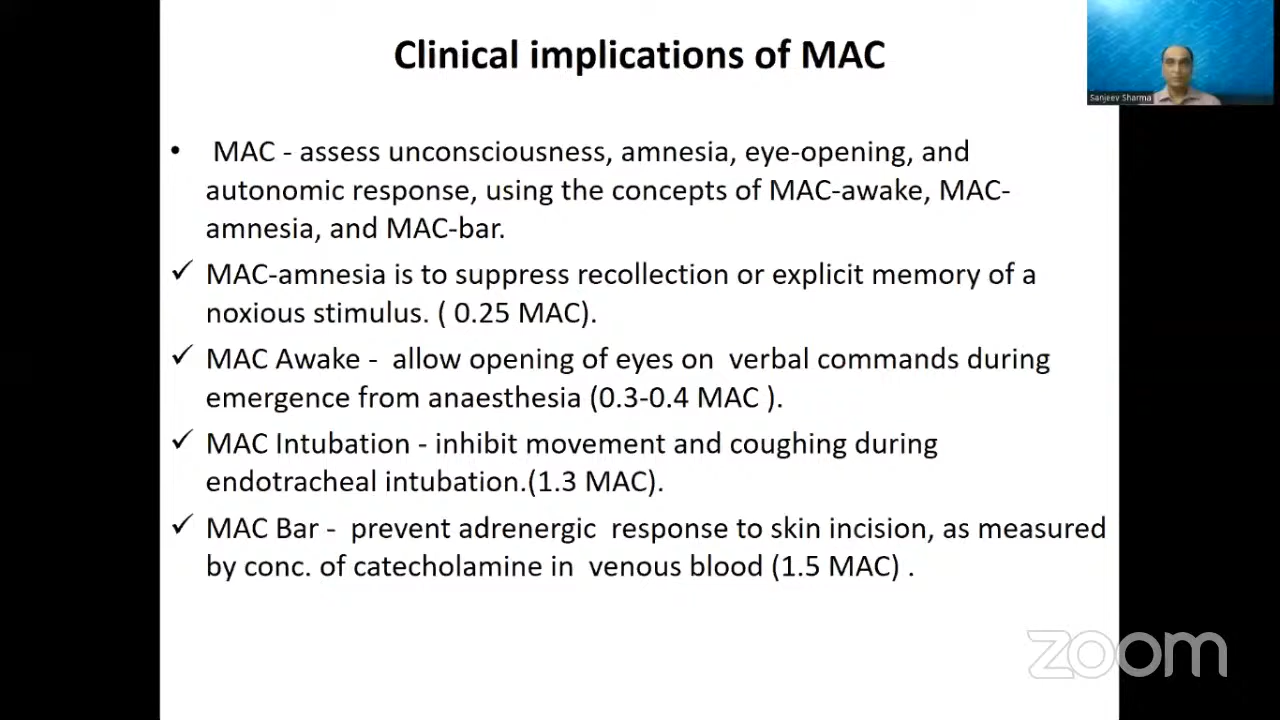 Clinical implications of MAC
Sanjeev Sharma
• MAC - assess unconsciousness, amnesia, eye-opening, and
autonomic response, using the concepts of MAC-awake, MAC-
amnesia, and MAC-bar.
✓ MAC-amnesia is to suppress recollection or explicit memory of a
noxious stimulus. ( 0.25 MAC).
✓ MAC Awake - allow opening of eyes on verbal commands during
emergence from anaesthesia (0.3-0.4 MAC ).
✓ MAC Intubation - inhibit movement and coughing during
endotracheal intubation.(1.3 MAC).
✓ MAC Bar - prevent adrenergic response to skin incision, as measured
by conc. of catecholamine in venous blood (1.5 MAC) .
zoom